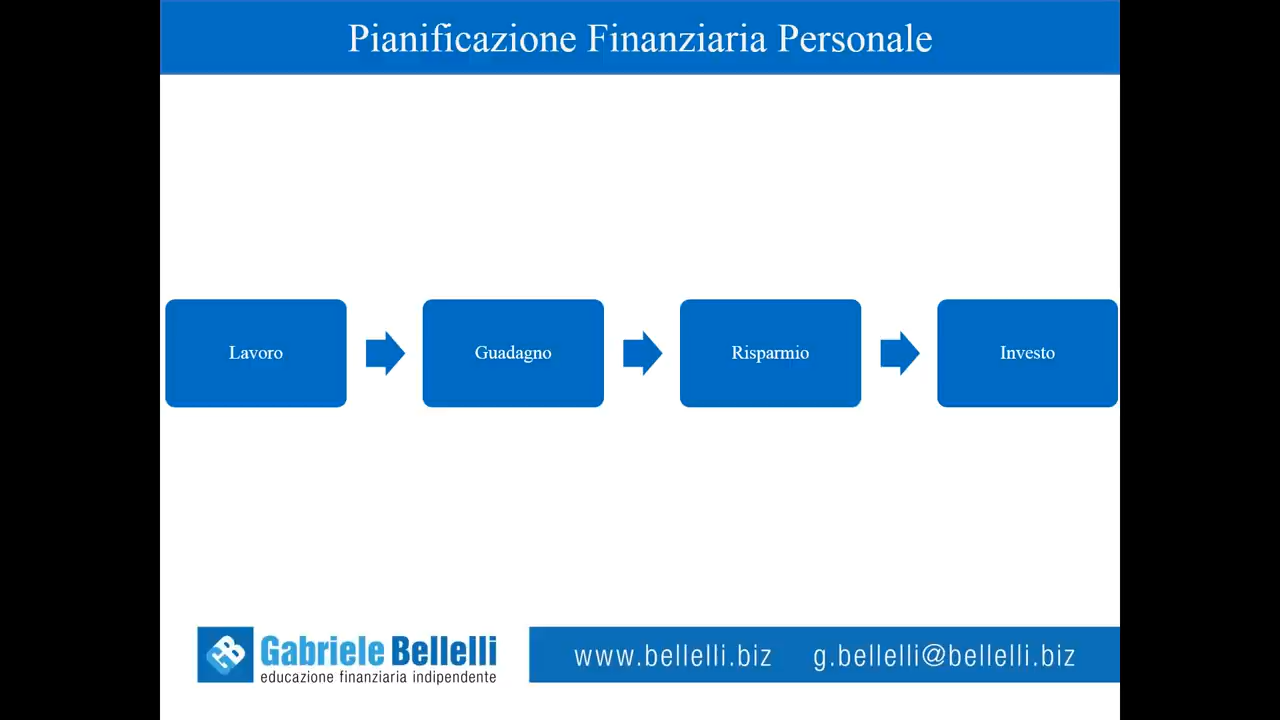 Pianificazione Finanziaria Personale
Lavoro
Guadagno
Risparmio
Investo
Gabriele Bellelli
educazione finanziaria indipendente
www.bellelli.biz g.bellelli@bellelli.biz